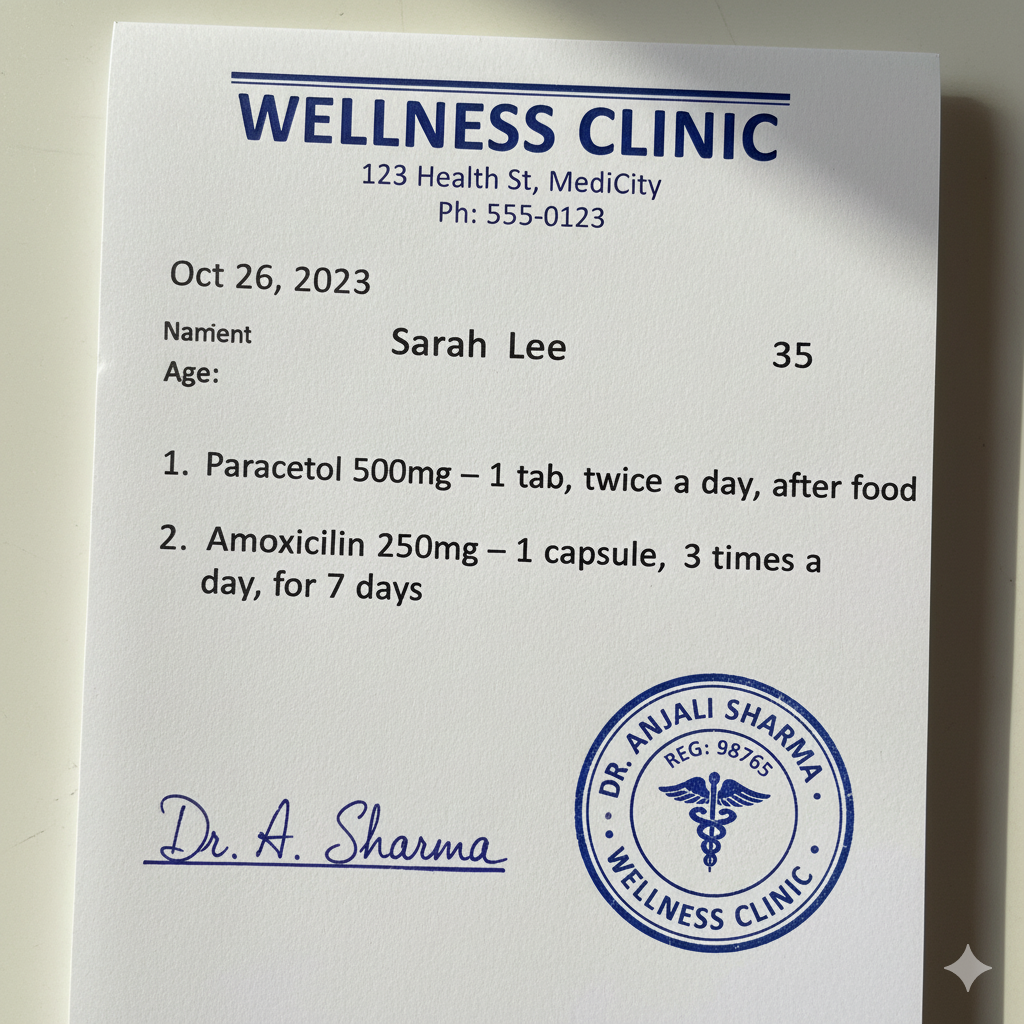 WELLNESS CLINIC
123 Health St, MediCity
Ph: 555-0123
Oct 26, 2023
Nament Sarah Lee 35
Age:
1. Paracetol 500mg – 1 tab, twice a day, after food
2. Amoxicilin 250mg – 1 capsule, 3 times a
day, for 7 days
Dr. A. Sharma
DR. ANJALI SHARMA
REG: 98765
WELLNESS CLINIC